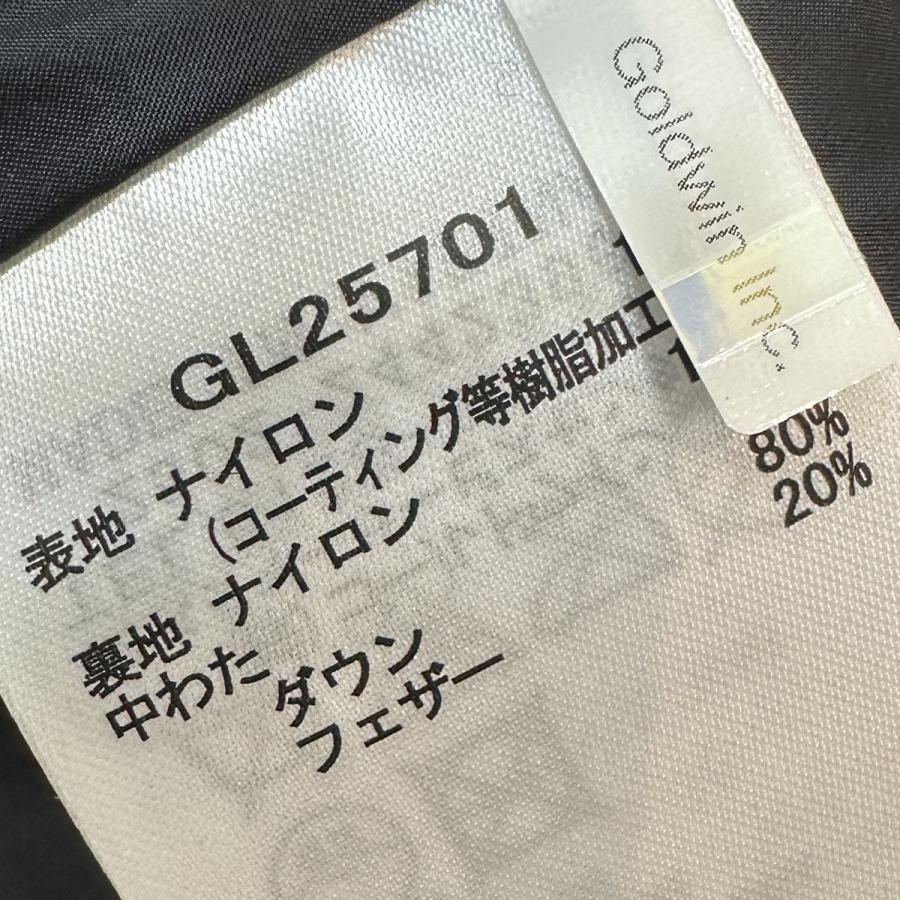 Goldwin Inc.
GL25701
表地 ナイロン 1
(コーティング等樹脂加工
裏地 ナイロン 1
中わた ダウン 80%
フェザー 20%